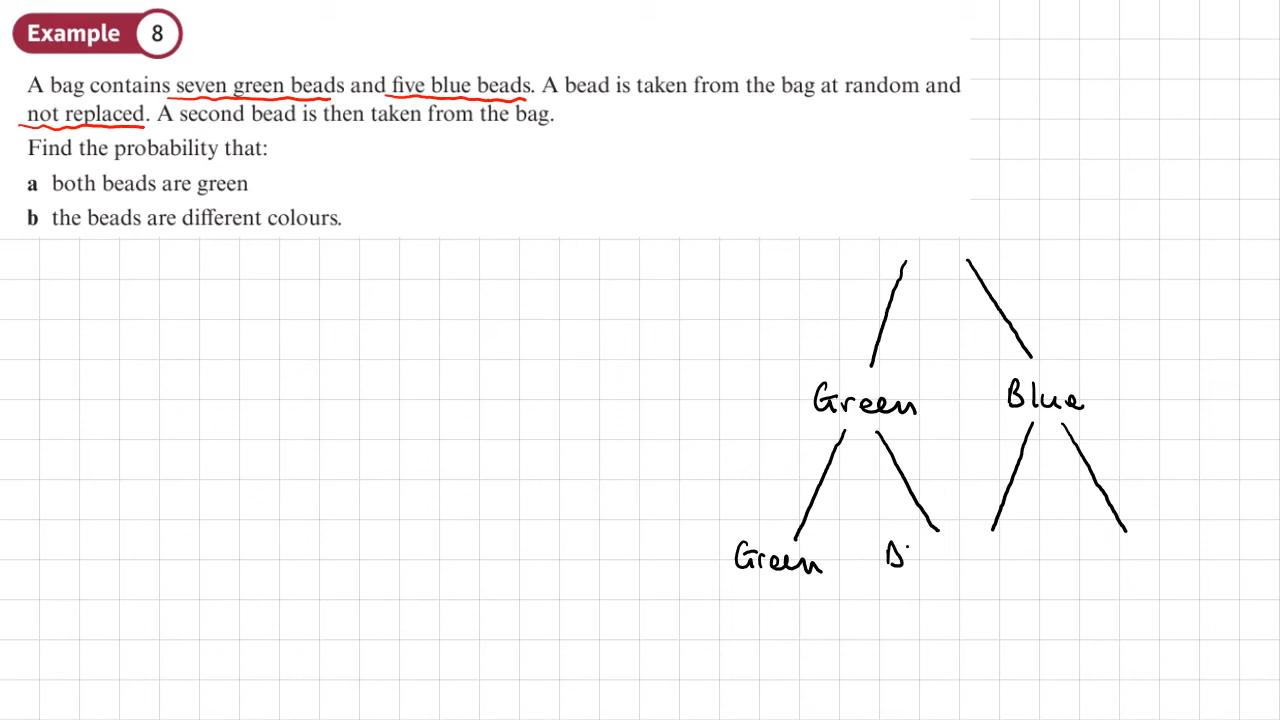 Example 8
A bag contains seven green beads and five blue beads. A bead is taken from the bag at random and
not replaced. A second bead is then taken from the bag.
Find the probability that:
a both beads are green
b the beads are different colours.
Green Blue
Green